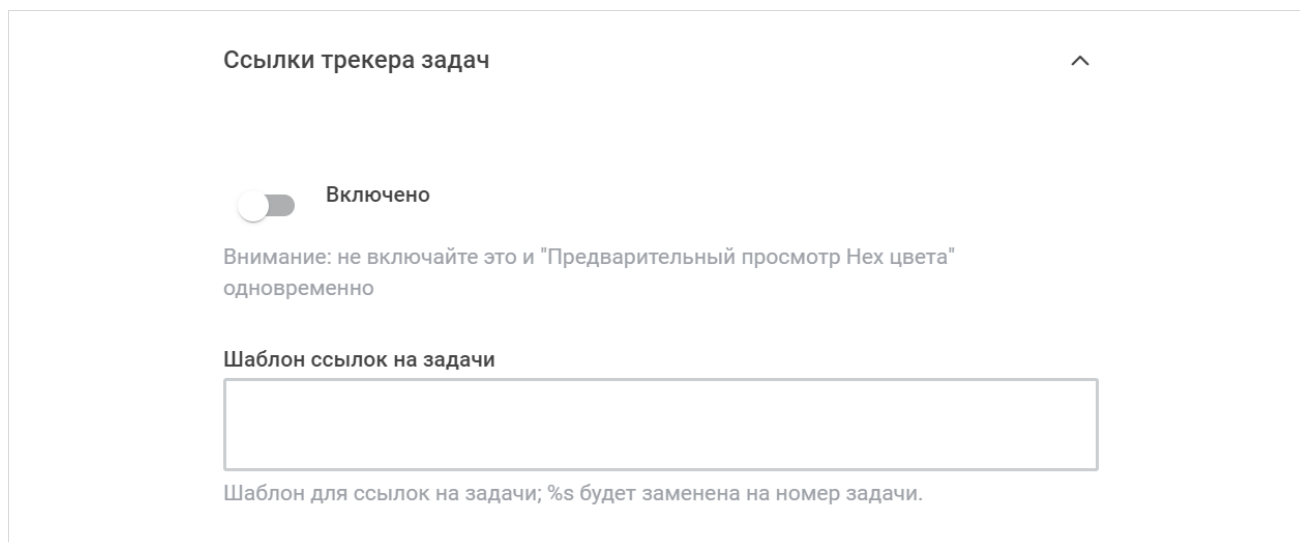 Ссылки трекера задач
Включено
Внимание: не включайте это и "Предварительный просмотр Hex цвета"
одновременно
Шаблон ссылок на задачи
Шаблон для ссылок на задачи; %s будет заменена на номер задачи.